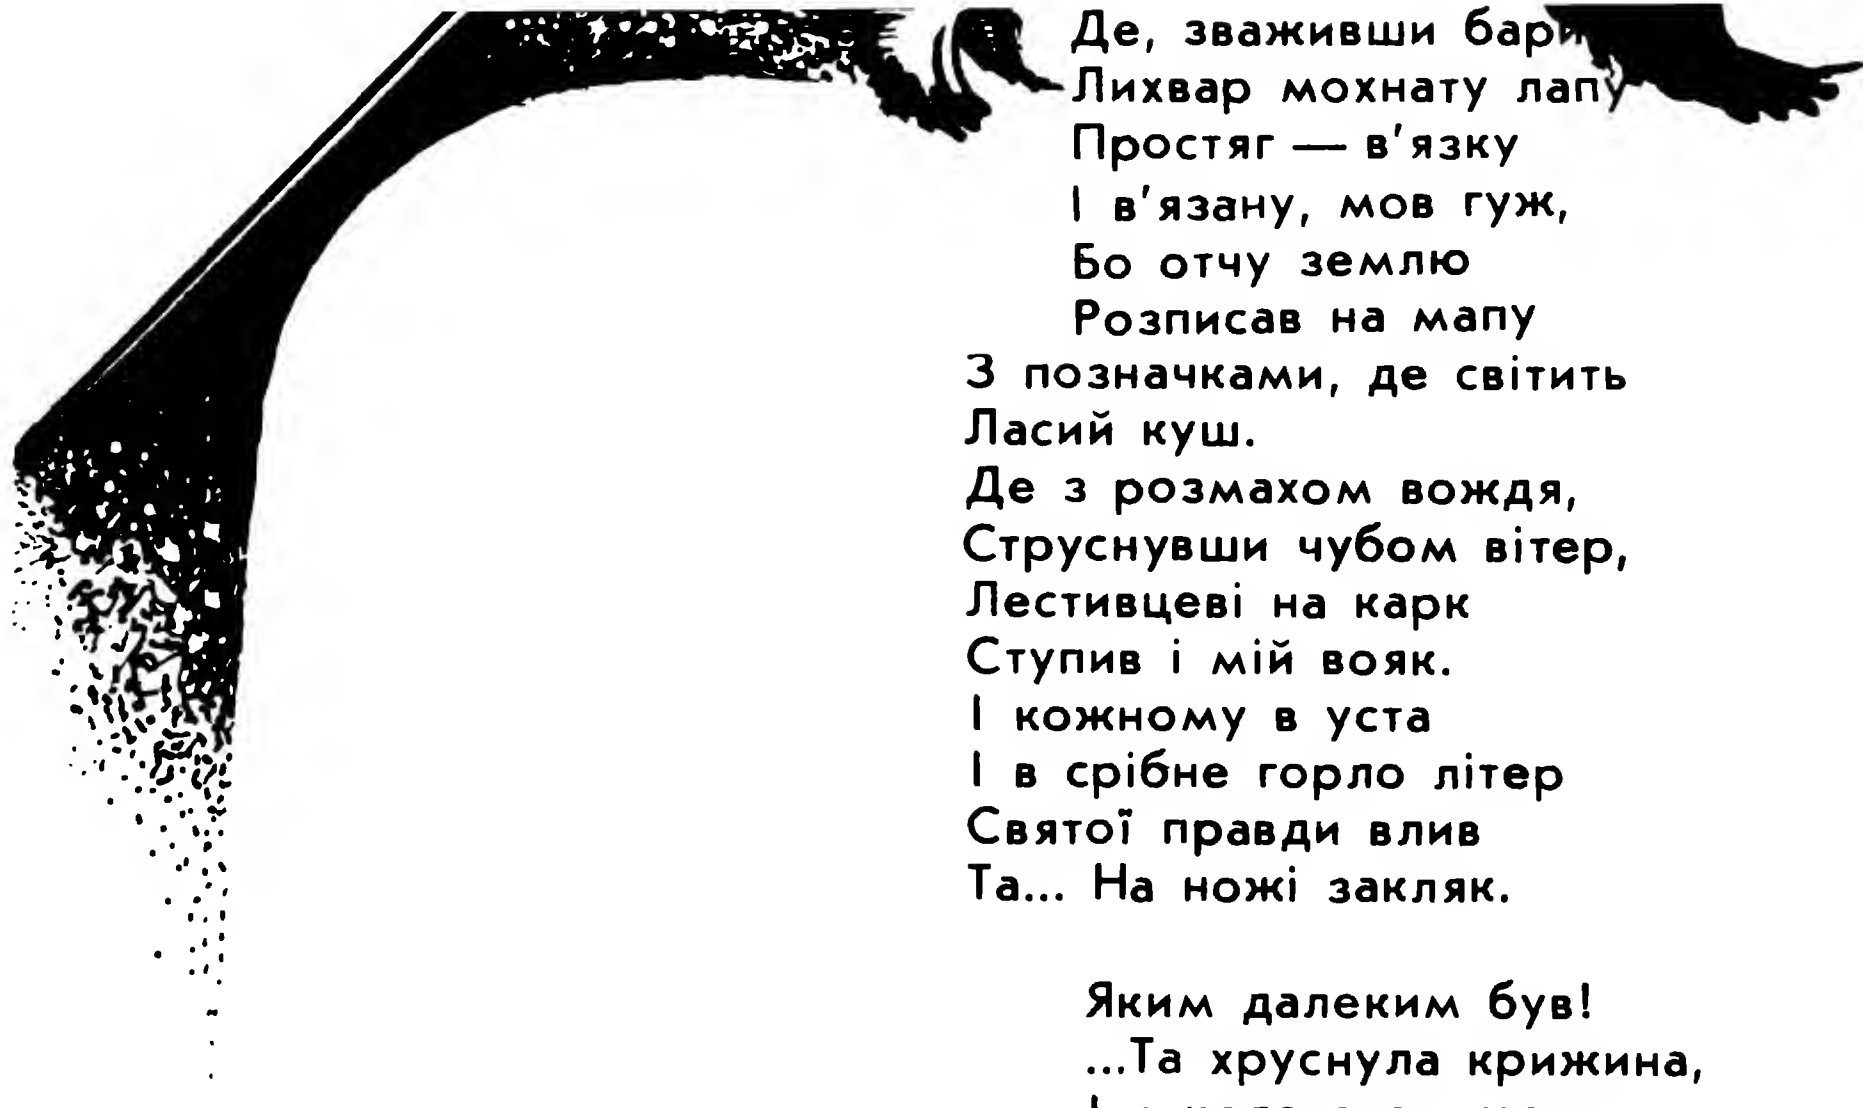 Де, зваживши
Лихвар мохнату лапу
Простяг — в'язку
І в'язану, мов гуж,
Бо отчу землю
Розписав на мапу
З позначками, де світить
Ласий куш.
Де з розмахом вождя,
Струснувши чубом вітер,
Лестивцеві на карк
Ступив і мій вояк.
І кожному в уста
І в срібне горло літер
Святої правди влив
Та... На ножі закляк.
Яким далеким був!
...Та хруснула крижина,